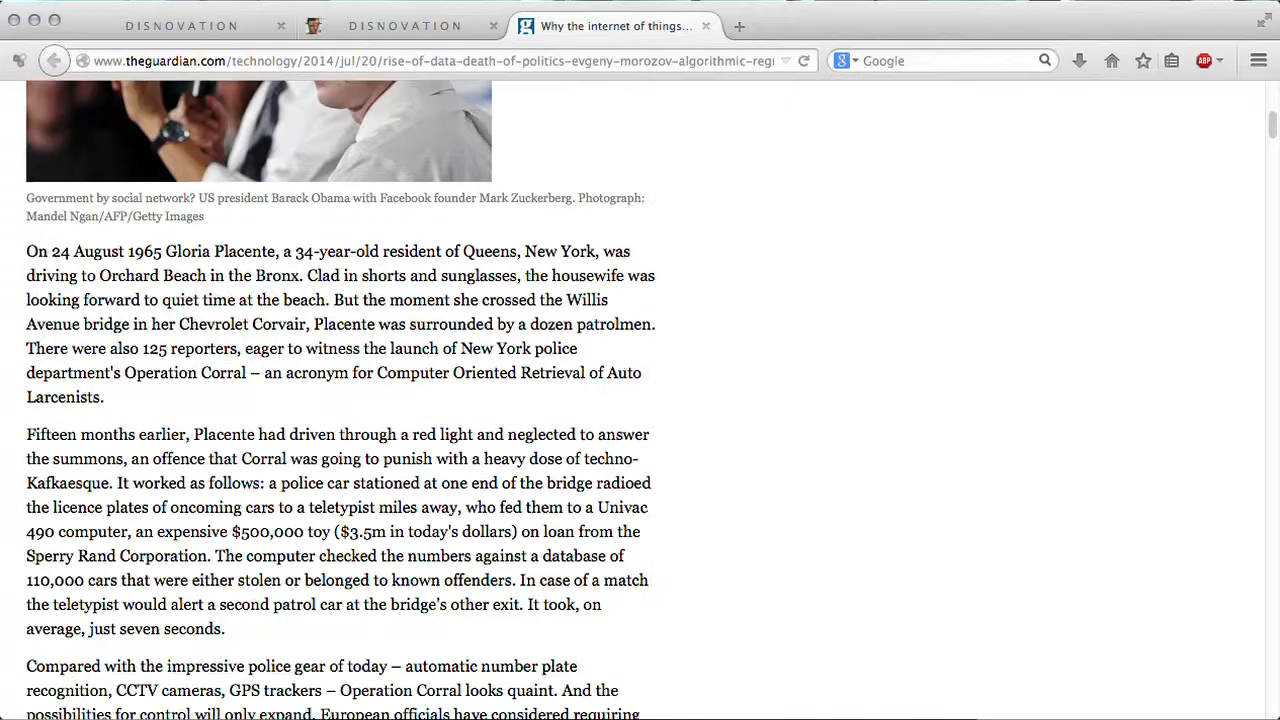 DISNOVATION
DISNOVATION
Why the internet of things...
www.theguardian.com/technology/2014/jul/20/rise-of-data-death-of-politics-evgeny-morozov-algorithmic-regu
Google
ABP
Government by social network? US president Barack Obama with Facebook founder Mark Zuckerberg. Photograph:
Mandel Ngan/AFP/Getty Images
On 24 August 1965 Gloria Placente, a 34-year-old resident of Queens, New York, was
driving to Orchard Beach in the Bronx. Clad in shorts and sunglasses, the housewife was
looking forward to quiet time at the beach. But the moment she crossed the Willis
Avenue bridge in her Chevrolet Corvair, Placente was surrounded by a dozen patrolmen.
There were also 125 reporters, eager to witness the launch of New York police
department's Operation Corral – an acronym for Computer Oriented Retrieval of Auto
Larcenists.
Fifteen months earlier, Placente had driven through a red light and neglected to answer
the summons, an offence that Corral was going to punish with a heavy dose of techno-
Kafkaesque. It worked as follows: a police car stationed at one end of the bridge radioed
the licence plates of oncoming cars to a teletypist miles away, who fed them to a Univac
490 computer, an expensive $500,000 toy ($3.5m in today's dollars) on loan from the
Sperry Rand Corporation. The computer checked the numbers against a database of
110,000 cars that were either stolen or belonged to known offenders. In case of a match
the teletypist would alert a second patrol car at the bridge's other exit. It took, on
average, just seven seconds.
Compared with the impressive police gear of today – automatic number plate
recognition, CCTV cameras, GPS trackers – Operation Corral looks quaint. And the
possibilities for control will only expand. European officials have considered requiring